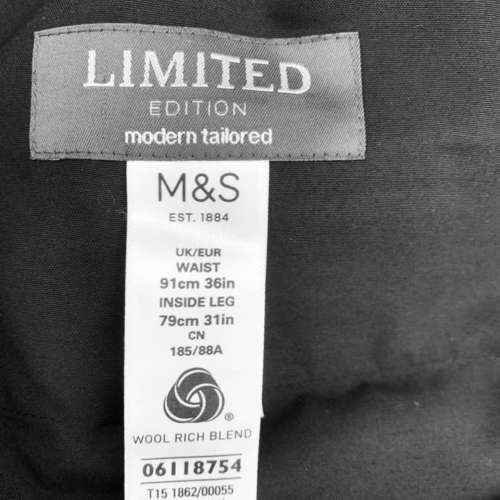 LIMITED
EDITION
modern tailored
M&S
EST. 1884
UK/EUR
WAIST
91cm 36in
INSIDE LEG
79cm 31in
CN
185/88A
®
WOOL RICH BLEND
06118754
T15 1862/00055